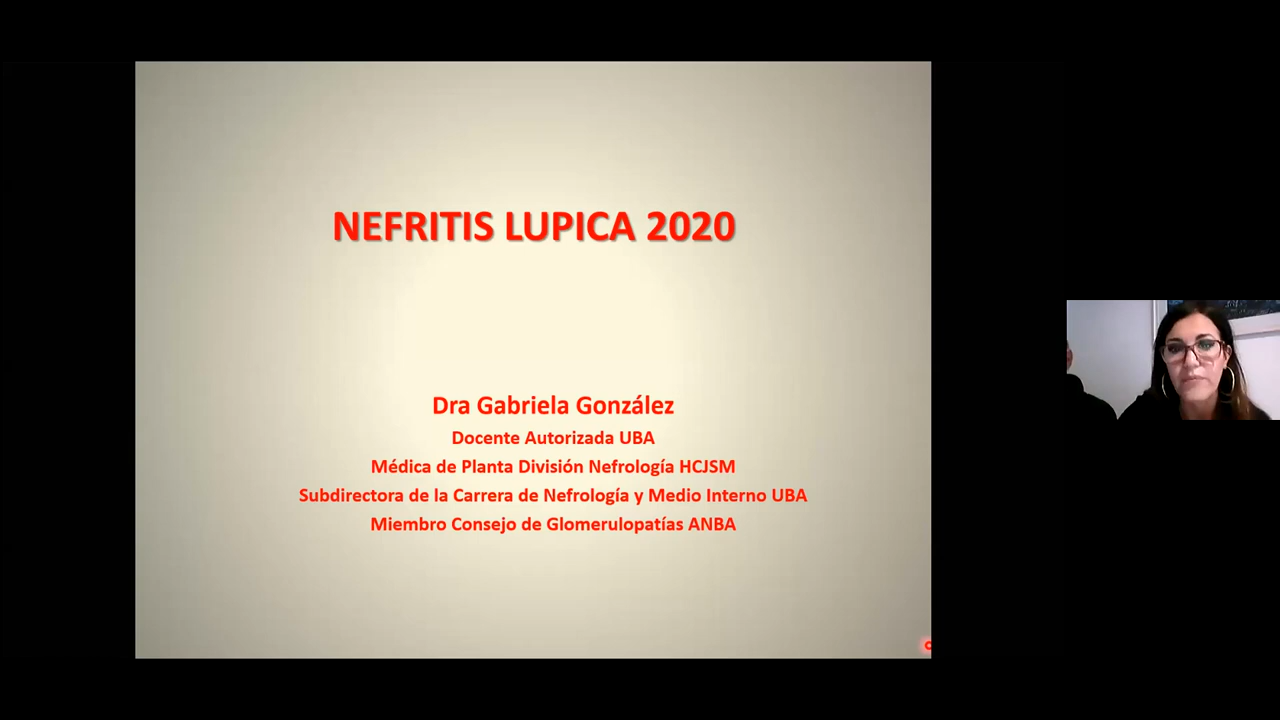 NEFRITIS LUPICA 2020
Dra Gabriela González
Docente Autorizada UBA
Médica de Planta División Nefrología HCJSM
Subdirectora de la Carrera de Nefrología y Medio Interno UBA
Miembro Consejo de Glomerulopatías ANBA